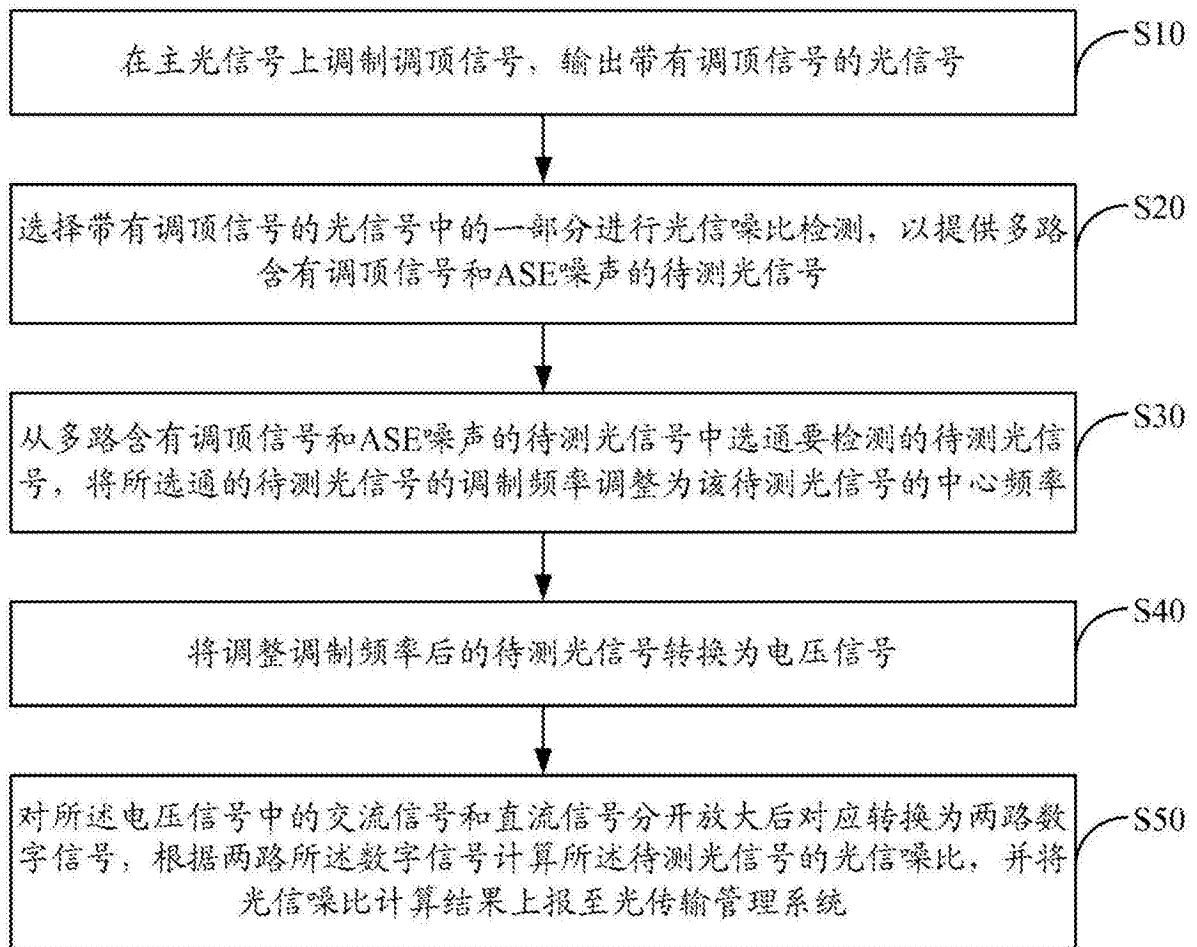 在主光信号上调制调顶信号、输出带有调顶信号的光信号
S10
选择带有调顶信号的光信号中的一部分进行光信噪比检测，以提供多路
含有调顶信号和ASE噪声的待测光信号
S20
从多路含有调顶信号和ASE噪声的待测光信号中选通要检测的待测光信
号，将所选通的待测光信号的调制频率调整为该待测光信号的中心频率
S30
将调整调制频率后的待测光信号转换为电压信号
S40
对所述电压信号中的交流信号和直流信号分开放大后对应转换为两路数
字信号，根据两路所述数字信号计算所述待测光信号的光信噪比，并将
光信噪比计算结果上报至光传输管理系统
S50